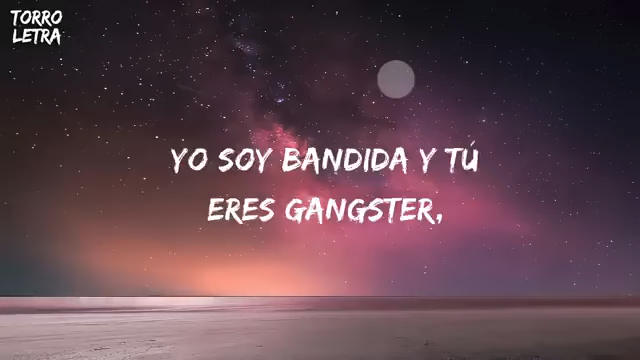 TORRO
LETRA
YO SOY BANDIDA Y TÚ
ERES GANGSTER,